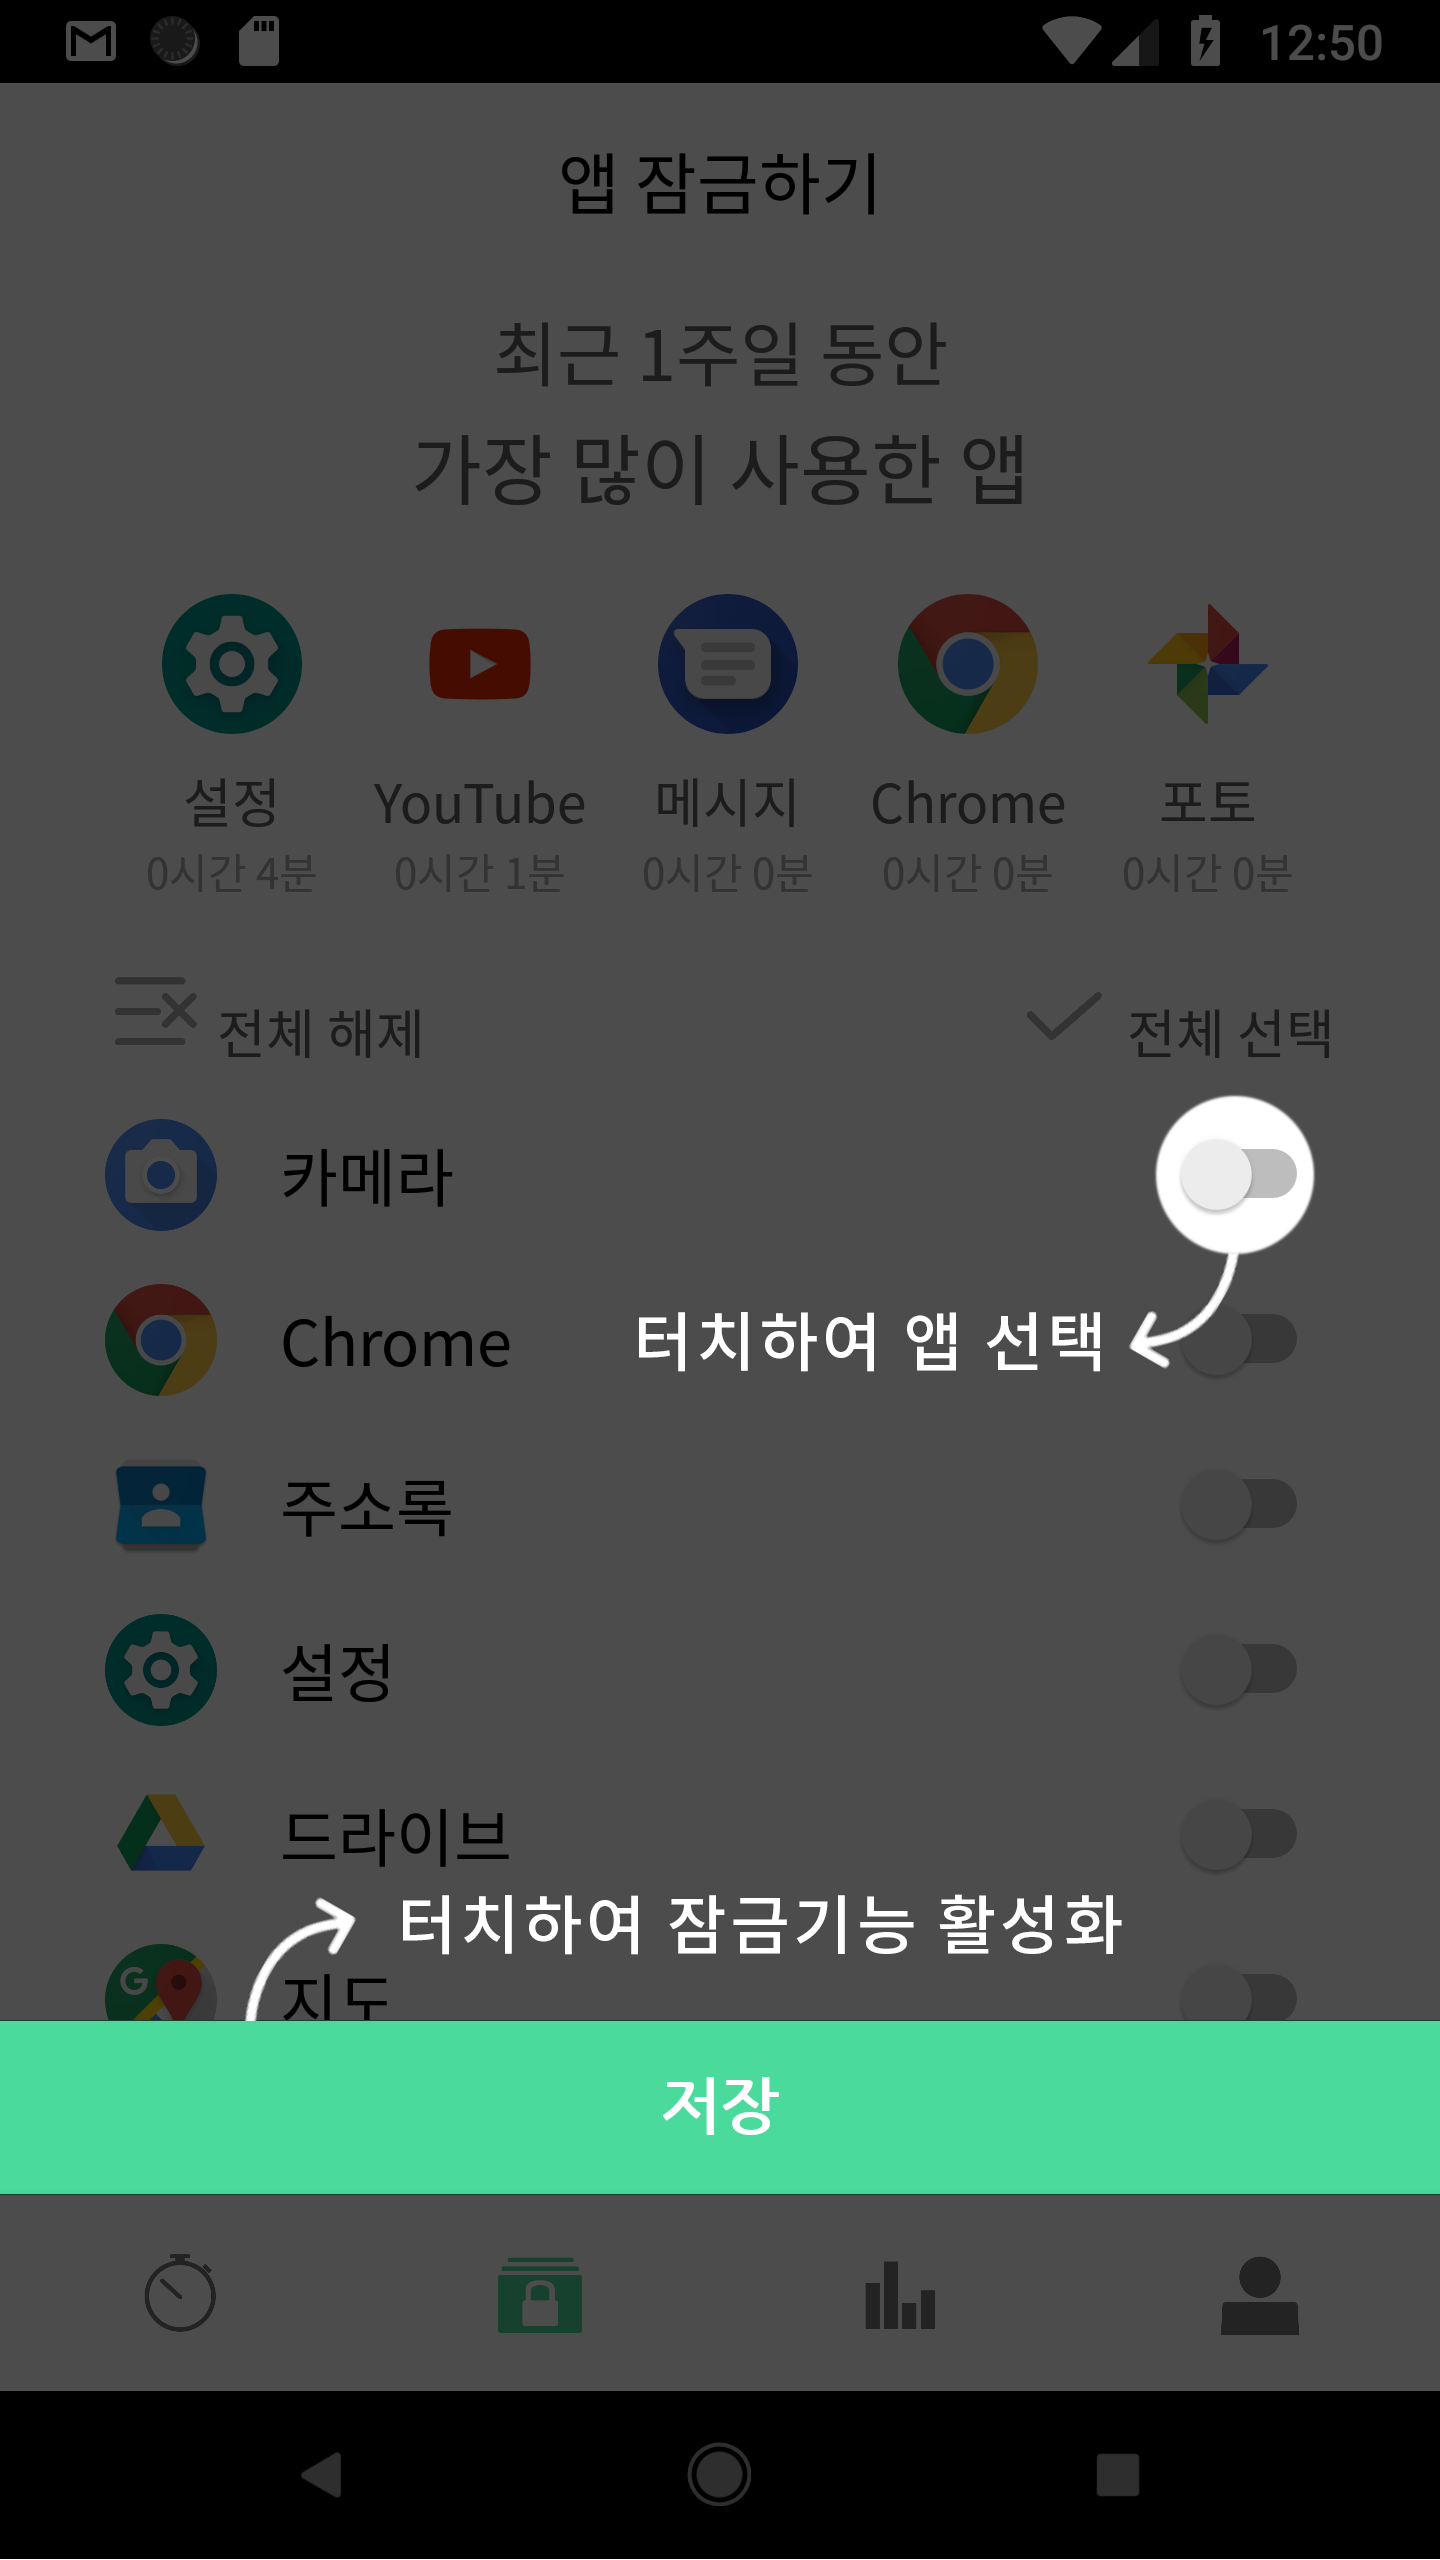 12:50
앱 잠금하기
최근 1주일 동안
가장 많이 사용한 앱
설정 YouTube 메시지 Chrome 포토
0시간 4분 0시간 1분 0시간 0분 0시간 0분 0시간 0분
전체 해제 전체 선택
카메라
Chrome 터치하여 앱 선택
주소록
설정
드라이브
터치하여 잠금기능 활성화
지도
저장